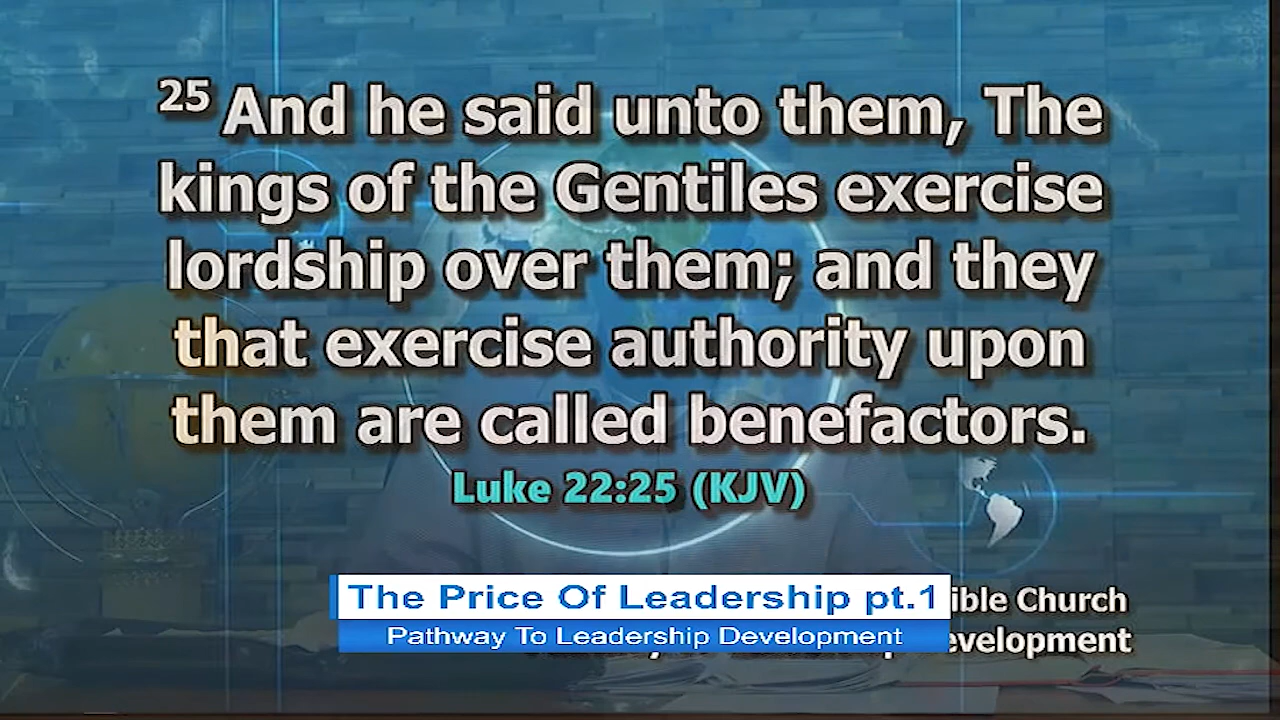 25 And he said unto them, The
kings of the Gentiles exercise
lordship over them; and they
that exercise authority upon
them are called benefactors.
Luke 22:25 (KJV)
The Price Of Leadership pt.1
Church
Pathway To Leadership Development